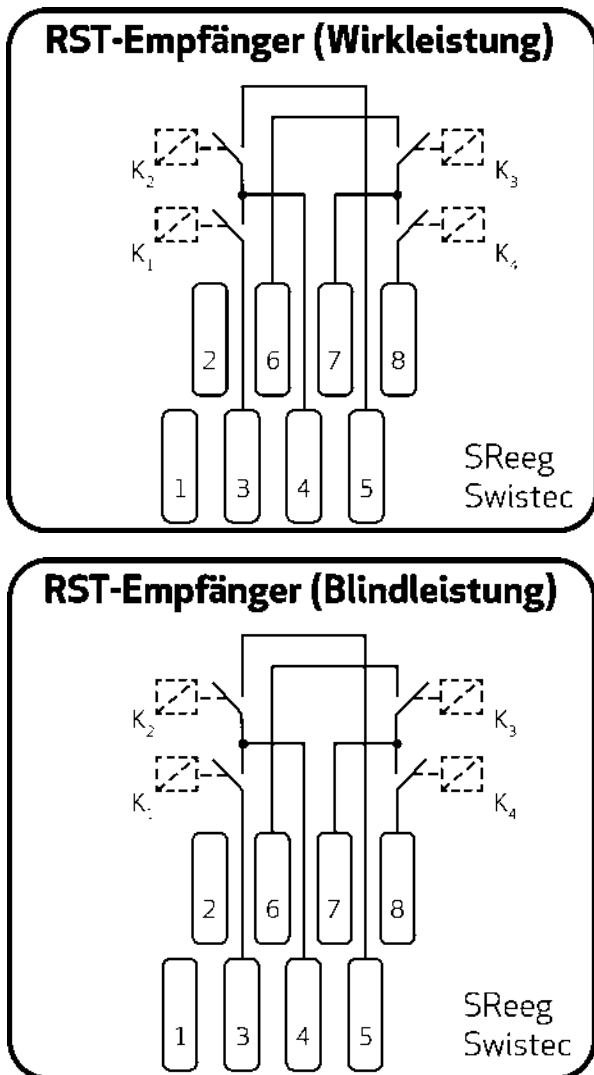 RST-Empfänger (Wirkleistung)
K2 K3
K1 K4
2 6 7 8
1 3 4 5
SReeg
Swistec
RST-Empfänger (Blindleistung)
K2 K3
K1 K4
2 6 7 8
1 3 4 5
SReeg
Swistec